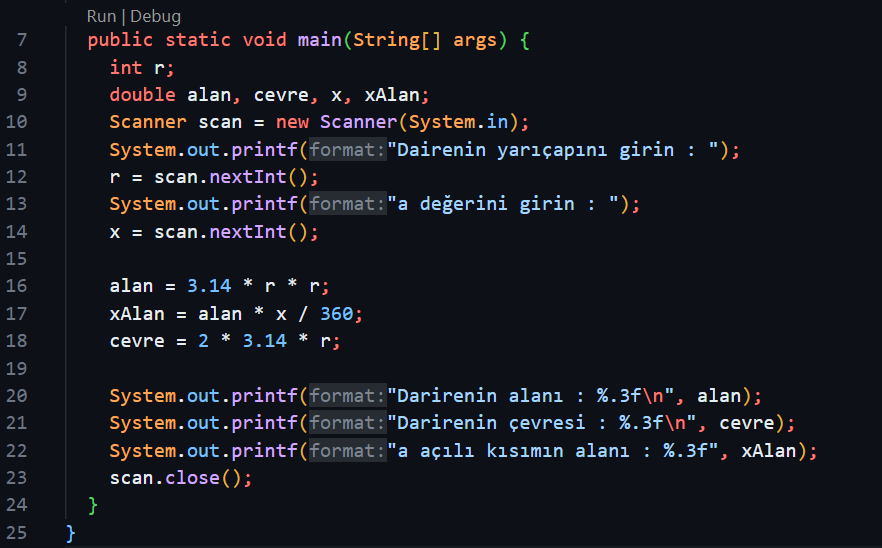 Run | Debug
7 public static void main(String[] args) {
8 int r;
9 double alan, cevre, x, xAlan;
10 Scanner scan = new Scanner(System.in);
11 System.out.printf(format:"Dairenin yarıçapını girin : ");
12 r = scan.nextInt();
13 System.out.printf(format:"a değerini girin : ");
14 x = scan.nextInt();
15
16 alan = 3.14 * r * r;
17 xAlan = alan * x / 360;
18 cevre = 2 * 3.14 * r;
19
20 System.out.printf(format:"Darirenin alanı : %.3f\n", alan);
21 System.out.printf(format:"Darirenin çevresi : %.3f\n", cevre);
22 System.out.printf(format:"a açılı kısımın alanı : %.3f", xAlan);
23 scan.close();
24 }
25 }